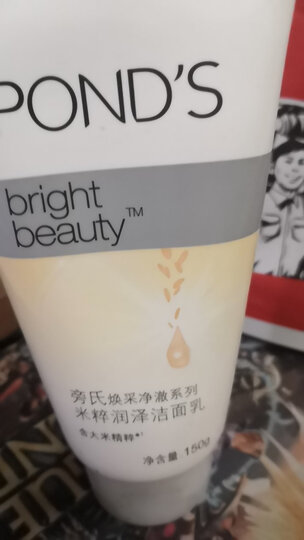 POND'S
bright
beauty™
旁氏焕采净澈系列
米粹润泽洁面乳
含大米精粹*¹
净含量 150g